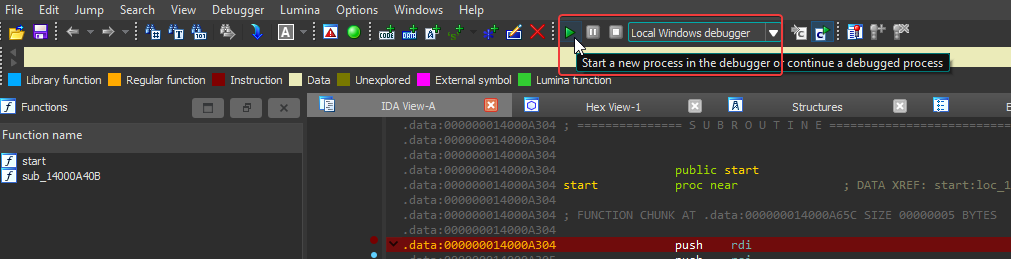 File Edit Jump Search View Debugger Lumina Options Windows Help
Local Windows debugger
Start a new process in the debugger or continue a debugged process
Library function Regular function Instruction Data Unexplored External symbol Lumina function
Functions
IDA View-A Hex View-1 Structures
Function name
start
sub_14000A40B
.data:000000014000A304 ; =============== S U B R O U T I N E ===========================
.data:000000014000A304
.data:000000014000A304
.data:000000014000A304 public start
.data:000000014000A304 start proc near ; DATA XREF: start:loc_1
.data:000000014000A304
.data:000000014000A304 ; FUNCTION CHUNK AT .data:000000014000A65C SIZE 00000005 BYTES
.data:000000014000A304
.data:000000014000A304 push rdi